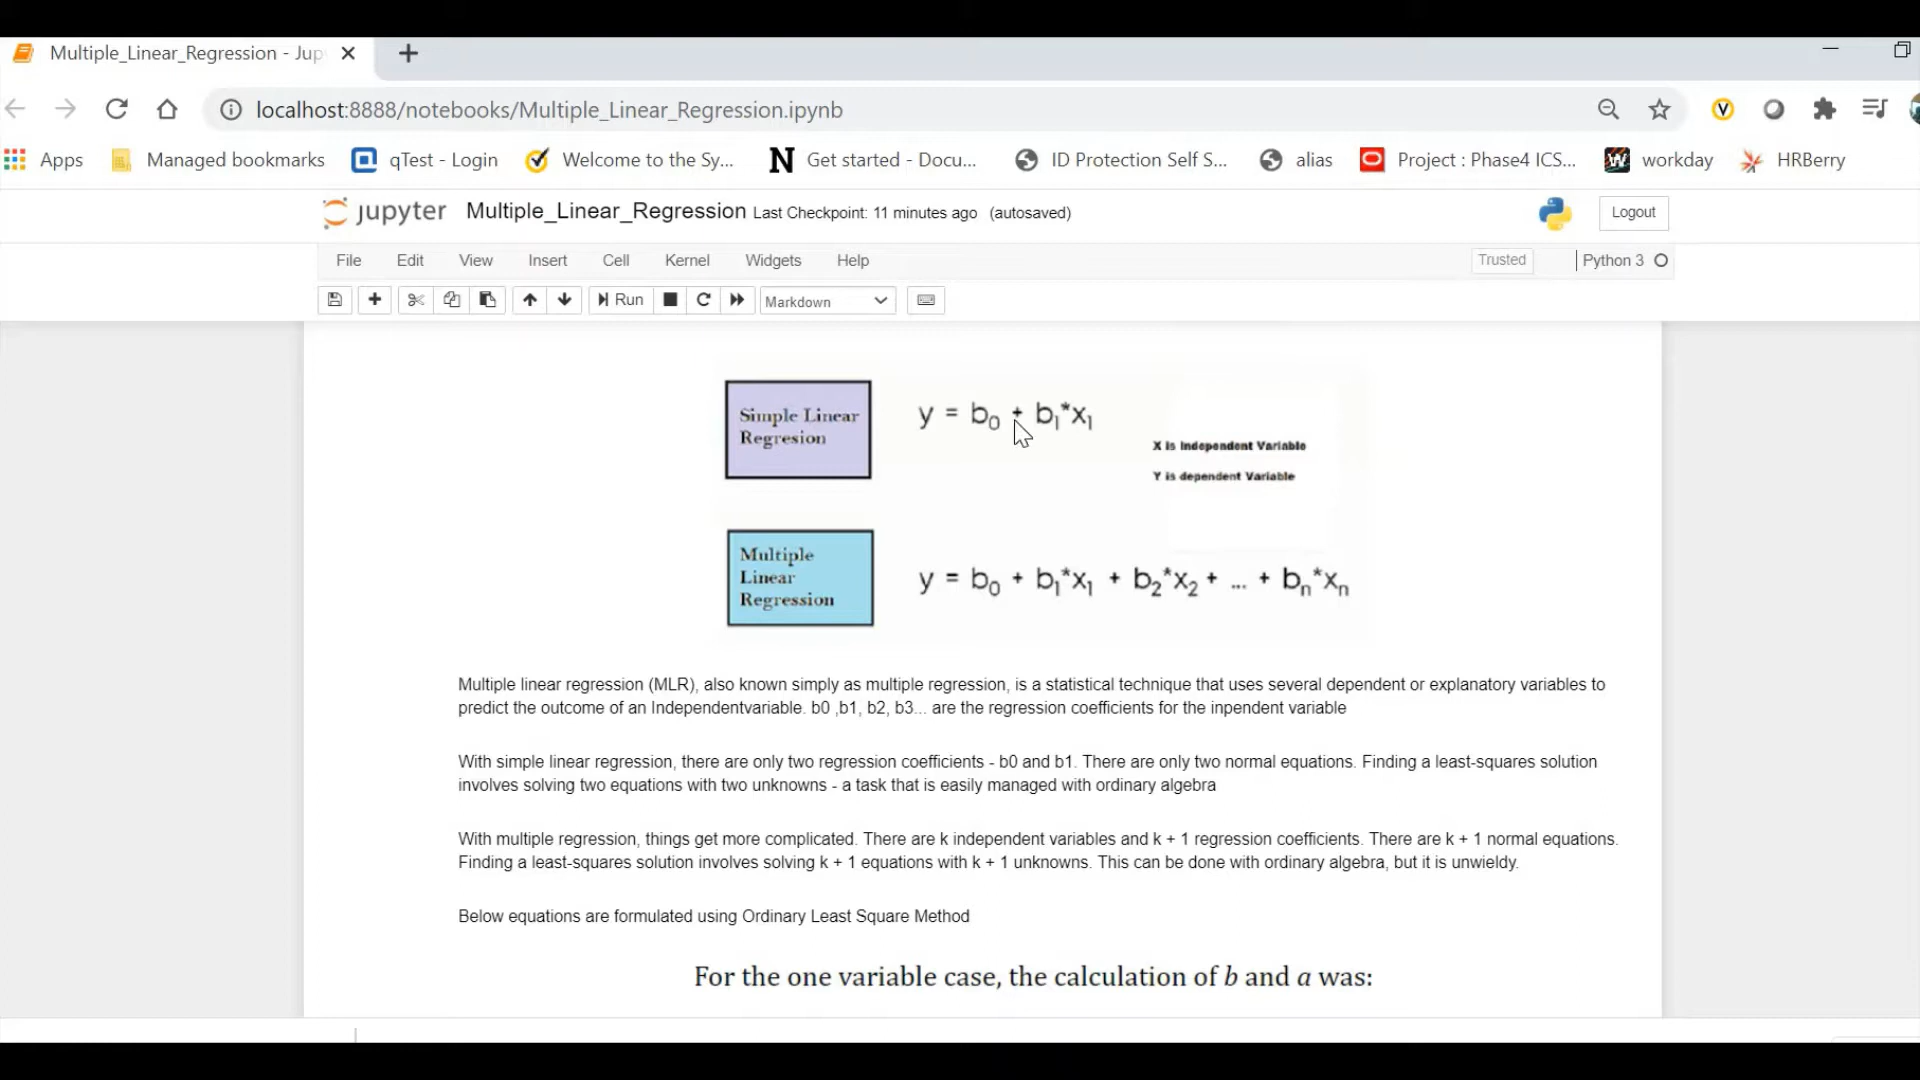 Multiple_Linear_Regression - Jup
localhost:8888/notebooks/Multiple_Linear_Regression.ipynb
Apps Managed bookmarks qTest - Login Welcome to the Sy... Get started - Docu... ID Protection Self S... alias Project : Phase4 ICS... workday HRBerry
jupyter Multiple_Linear_Regression Last Checkpoint: 11 minutes ago (autosaved) Logout
File Edit View Insert Cell Kernel Widgets Help Trusted Python 3
Run Markdown
Simple Linear
Regresion
y = b0 + b1*x1
X is Independent Variable
Y is dependent Variable
Multiple
Linear
Regression
y = b0 + b1*x1 + b2*x2 + ... + bn*xn
Multiple linear regression (MLR), also known simply as multiple regression, is a statistical technique that uses several dependent or explanatory variables to
predict the outcome of an Independentvariable. b0 ,b1, b2, b3... are the regression coefficients for the inpendent variable
With simple linear regression, there are only two regression coefficients - b0 and b1. There are only two normal equations. Finding a least-squares solution
involves solving two equations with two unknowns - a task that is easily managed with ordinary algebra
With multiple regression, things get more complicated. There are k independent variables and k + 1 regression coefficients. There are k + 1 normal equations.
Finding a least-squares solution involves solving k + 1 equations with k + 1 unknowns. This can be done with ordinary algebra, but it is unwieldy.
Below equations are formulated using Ordinary Least Square Method
For the one variable case, the calculation of b and a was: